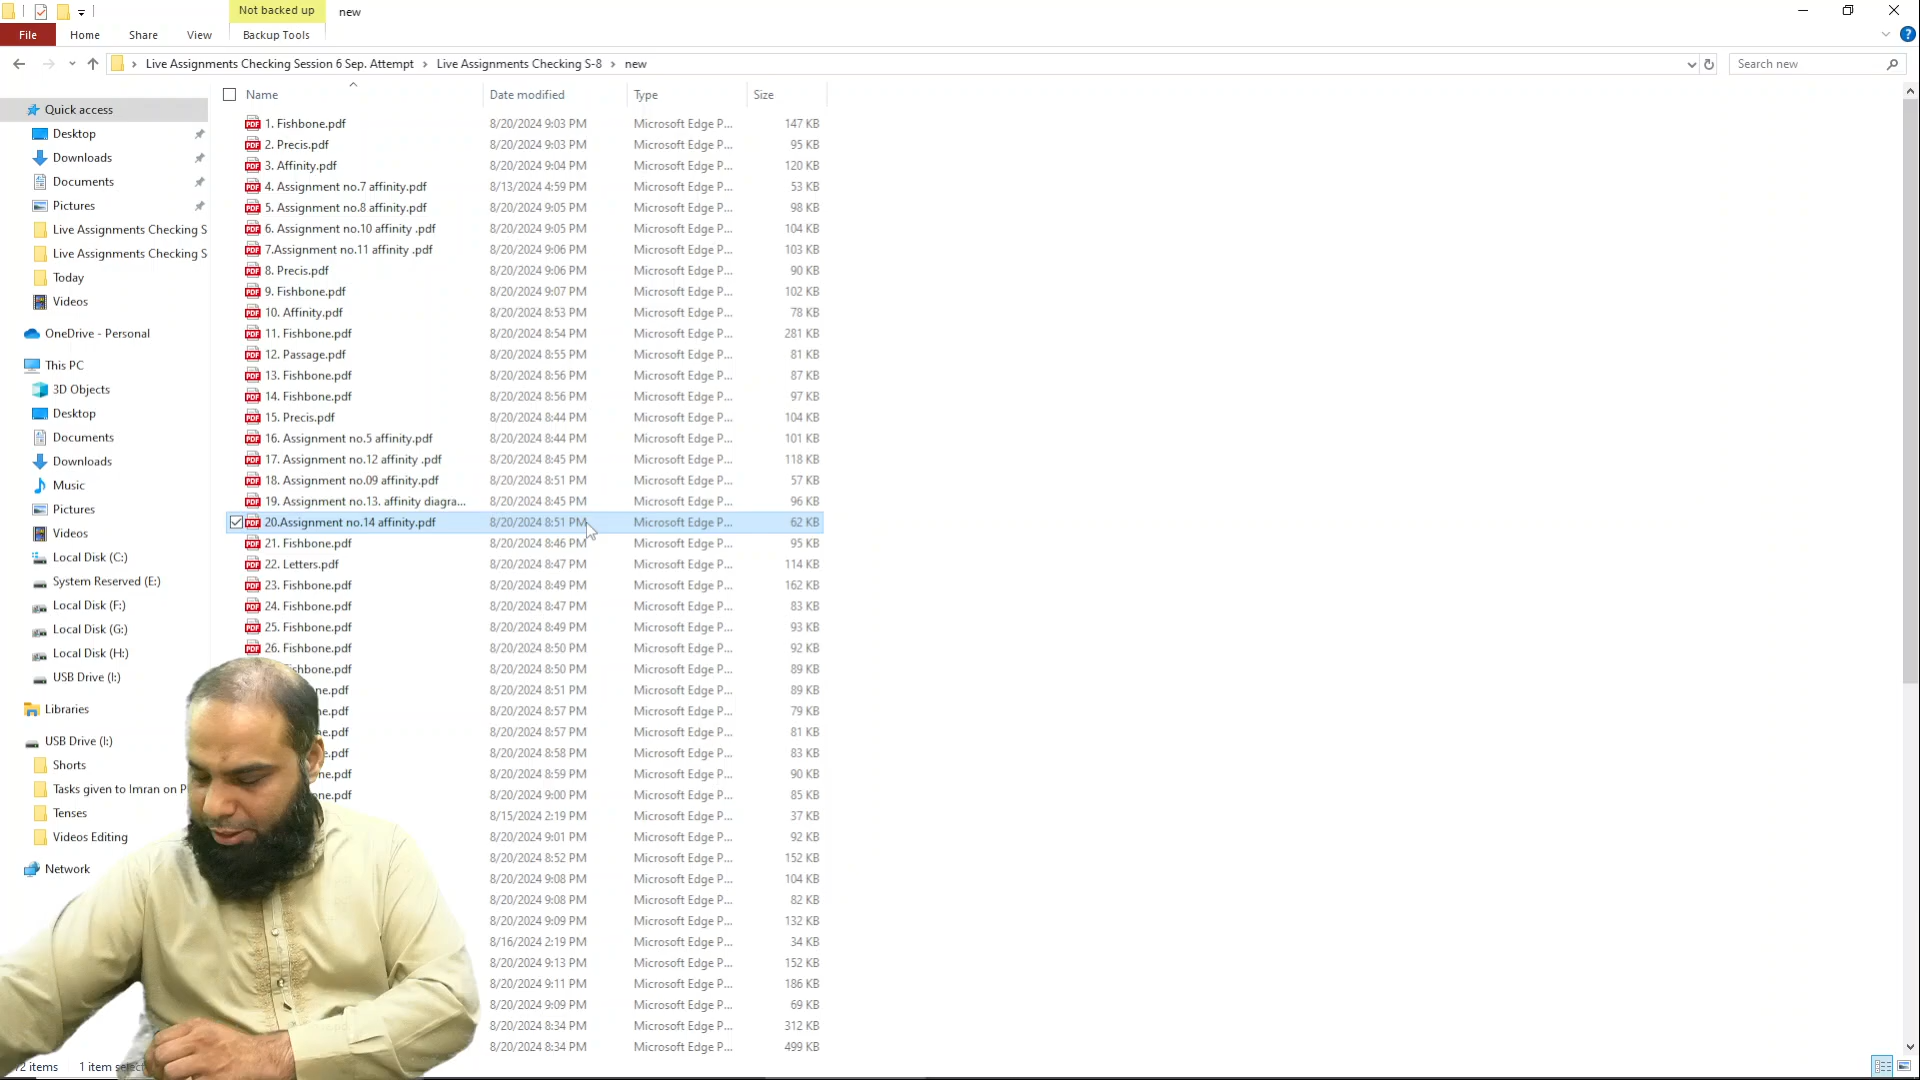 Not backed up
new
File
Home
Share
View
Backup Tools
Live Assignments Checking Session 6 Sep. Attempt
Live Assignments Checking S-8
new
Search new
Name
Date modified
Type
Size
Quick access
Desktop
Downloads
Documents
Pictures
Live Assignments Checking S
Live Assignments Checking S
Today
Videos
OneDrive - Personal
This PC
3D Objects
Desktop
Documents
Downloads
Music
Pictures
Videos
Local Disk (C:)
System Reserved (E:)
Local Disk (F:)
Local Disk (G:)
Local Disk (H:)
USB Drive (I:)
Libraries
USB Drive (I:)
Shorts
Tasks given to Imran on P
Tenses
Videos Editing
Network
1. Fishbone.pdf 8/20/2024 9:03 PM Microsoft Edge P... 147 KB
2. Precis.pdf 8/20/2024 9:03 PM Microsoft Edge P... 95 KB
3. Affinity.pdf 8/20/2024 9:04 PM Microsoft Edge P... 120 KB
4. Assignment no.7 affinity.pdf 8/13/2024 4:59 PM Microsoft Edge P... 53 KB
5. Assignment no.8 affinity.pdf 8/20/2024 9:05 PM Microsoft Edge P... 98 KB
6. Assignment no.10 affinity .pdf 8/20/2024 9:05 PM Microsoft Edge P... 104 KB
7.Assignment no.11 affinity .pdf 8/20/2024 9:06 PM Microsoft Edge P... 103 KB
8. Precis.pdf 8/20/2024 9:06 PM Microsoft Edge P... 90 KB
9. Fishbone.pdf 8/20/2024 9:07 PM Microsoft Edge P... 102 KB
10. Affinity.pdf 8/20/2024 8:53 PM Microsoft Edge P... 78 KB
11. Fishbone.pdf 8/20/2024 8:54 PM Microsoft Edge P... 281 KB
12. Passage.pdf 8/20/2024 8:55 PM Microsoft Edge P... 81 KB
13. Fishbone.pdf 8/20/2024 8:56 PM Microsoft Edge P... 87 KB
14. Fishbone.pdf 8/20/2024 8:56 PM Microsoft Edge P... 97 KB
15. Precis.pdf 8/20/2024 8:44 PM Microsoft Edge P... 104 KB
16. Assignment no.5 affinity.pdf 8/20/2024 8:44 PM Microsoft Edge P... 101 KB
17. Assignment no.12 affinity .pdf 8/20/2024 8:45 PM Microsoft Edge P... 118 KB
18. Assignment no.09 affinity.pdf 8/20/2024 8:51 PM Microsoft Edge P... 57 KB
19. Assignment no.13. affinity diagra... 8/20/2024 8:45 PM Microsoft Edge P... 96 KB
20.Assignment no.14 affinity.pdf 8/20/2024 8:51 PM Microsoft Edge P... 62 KB
21. Fishbone.pdf 8/20/2024 8:46 PM Microsoft Edge P... 95 KB
22. Letters.pdf 8/20/2024 8:47 PM Microsoft Edge P... 114 KB
23. Fishbone.pdf 8/20/2024 8:49 PM Microsoft Edge P... 162 KB
24. Fishbone.pdf 8/20/2024 8:47 PM Microsoft Edge P... 83 KB
25. Fishbone.pdf 8/20/2024 8:49 PM Microsoft Edge P... 93 KB
26. Fishbone.pdf 8/20/2024 8:50 PM Microsoft Edge P... 92 KB
shbone.pdf 8/20/2024 8:50 PM Microsoft Edge P... 89 KB
ne.pdf 8/20/2024 8:51 PM Microsoft Edge P... 89 KB
ne.pdf 8/20/2024 8:57 PM Microsoft Edge P... 79 KB
ne.pdf 8/20/2024 8:57 PM Microsoft Edge P... 81 KB
e.pdf 8/20/2024 8:58 PM Microsoft Edge P... 83 KB
ne.pdf 8/20/2024 8:59 PM Microsoft Edge P... 90 KB
ne.pdf 8/20/2024 9:00 PM Microsoft Edge P... 85 KB
8/15/2024 2:19 PM Microsoft Edge P... 37 KB
8/20/2024 9:01 PM Microsoft Edge P... 92 KB
8/20/2024 8:52 PM Microsoft Edge P... 152 KB
8/20/2024 9:08 PM Microsoft Edge P... 104 KB
8/20/2024 9:08 PM Microsoft Edge P... 82 KB
8/20/2024 9:09 PM Microsoft Edge P... 132 KB
8/16/2024 2:19 PM Microsoft Edge P... 34 KB
8/20/2024 9:13 PM Microsoft Edge P... 152 KB
8/20/2024 9:11 PM Microsoft Edge P... 186 KB
8/20/2024 9:09 PM Microsoft Edge P... 69 KB
8/20/2024 8:34 PM Microsoft Edge P... 312 KB
8/20/2024 8:34 PM Microsoft Edge P... 499 KB
2 items
1 item selec